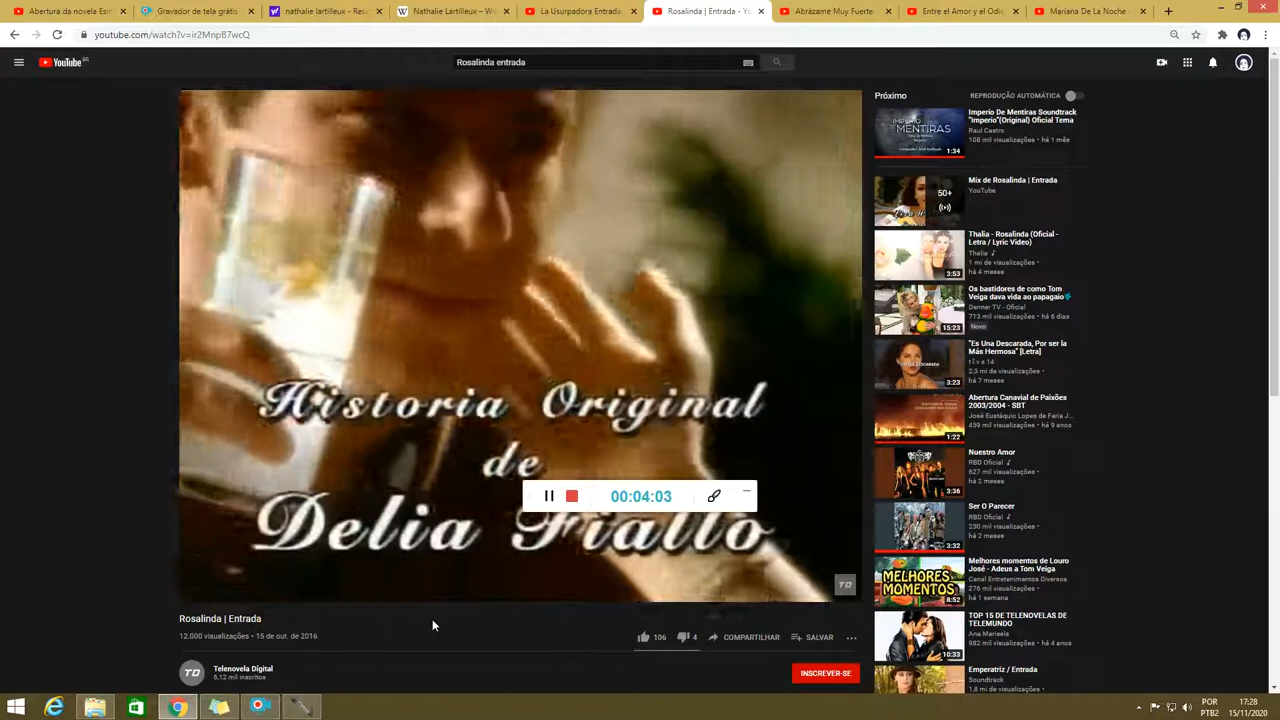 Abertura da novela Esm
Gravador de tela grátis
nathalie lartilleux - Res
Nathalie Lartilleux – Wi
La Usurpadora Entrada
Rosalinda | Entrada - Yo
Abrázame Muy Fuerte
Entre el Amor y el Odio
Mariana De La Noche -
youtube.com/watch?v=ir2MnpB7wcQ
YouTube BR
Rosalinda entrada
Próximo
REPRODUÇÃO AUTOMÁTICA
Imperio De Mentiras Soundtrack
"Imperio"(Original) Oficial Tema
Raul Castro
108 mil visualizações • há 1 mês
1:34
Mix de Rosalinda | Entrada
YouTube
50+
Thalia - Rosalinda (Oficial -
Letra / Lyric Video)
Thalia
1 mi de visualizações •
há 4 meses
3:53
Os bastidores de como Tom
Veiga dava vida ao papagaio
Denner TV - Oficial
713 mil visualizações • há 6 dias
Novo
15:23
"Es Una Descarada, Por ser la
Más Hermosa" [Letra]
2,3 mi de visualizações •
há 7 meses
3:23
Abertura Canavial de Paixões
2003/2004 - SBT
José Eustáquio Lopes de Faria J...
459 mil visualizações • há 9 anos
1:22
Nuestro Amor
RBD Oficial
627 mil visualizações •
há 2 meses
3:36
Ser O Parecer
RBD Oficial
250 mil visualizações •
há 2 meses
3:32
Melhores momentos de Louro
José - Adeus a Tom Veiga
Canal Entretenimentos Diversos
276 mil visualizações •
há 1 semana
MELHORES
MOMENTOS
8:52
TOP 15 DE TELENOVELAS DE
TELEMUNDO
Ana Mariaela
982 mil visualizações • há 4 anos
10:33
Emperatriz / Entrada
Soundtrack
1,8 mi de visualizações •
Historia Original
de
Delia Fiallo
00:04:03
TD
Rosalinda | Entrada
12.000 visualizações • 15 de out. de 2016
106
4
COMPARTILHAR
SALVAR
TD
Telenovela Digital
6,12 mil inscritos
INSCREVER-SE
POR
PTB2
17:28
15/11/2020